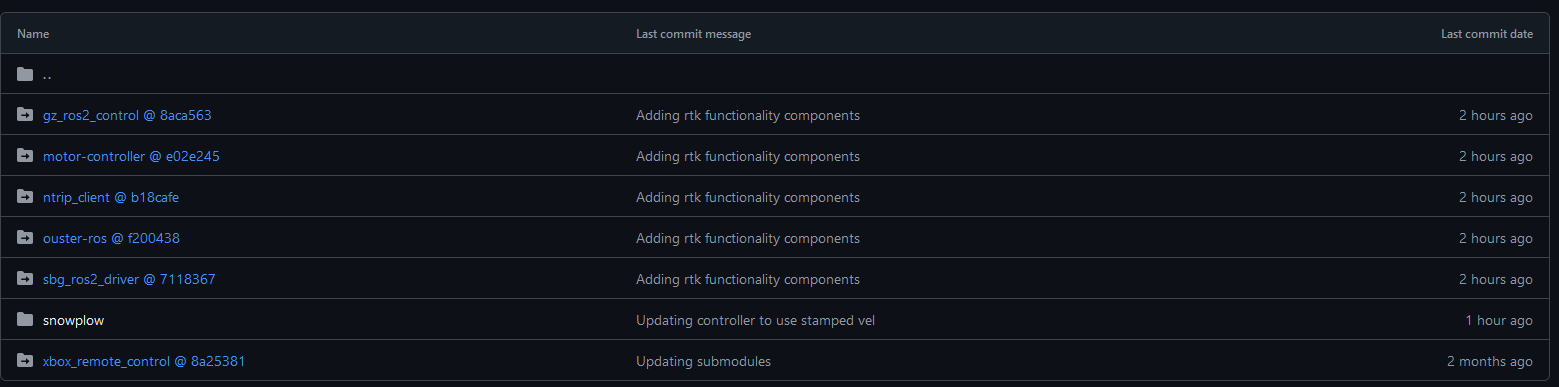 Name Last commit message Last commit date
..
gz_ros2_control @ 8aca563 Adding rtk functionality components 2 hours ago
motor-controller @ e02e245 Adding rtk functionality components 2 hours ago
ntrip_client @ b18cafe Adding rtk functionality components 2 hours ago
ouster-ros @ f200438 Adding rtk functionality components 2 hours ago
sbg_ros2_driver @ 7118367 Adding rtk functionality components 2 hours ago
snowplow Updating controller to use stamped vel 1 hour ago
xbox_remote_control @ 8a25381 Updating submodules 2 months ago